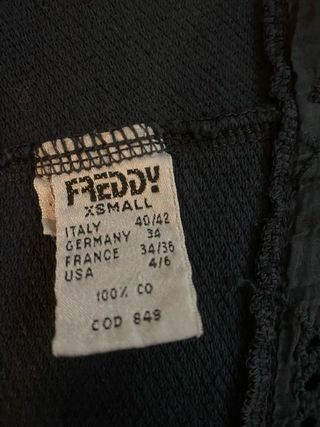 FREDDY
XSMALL
ITALY 40/42
GERMANY 34
FRANCE 34/36
USA 4/6
100% CO
COD 849